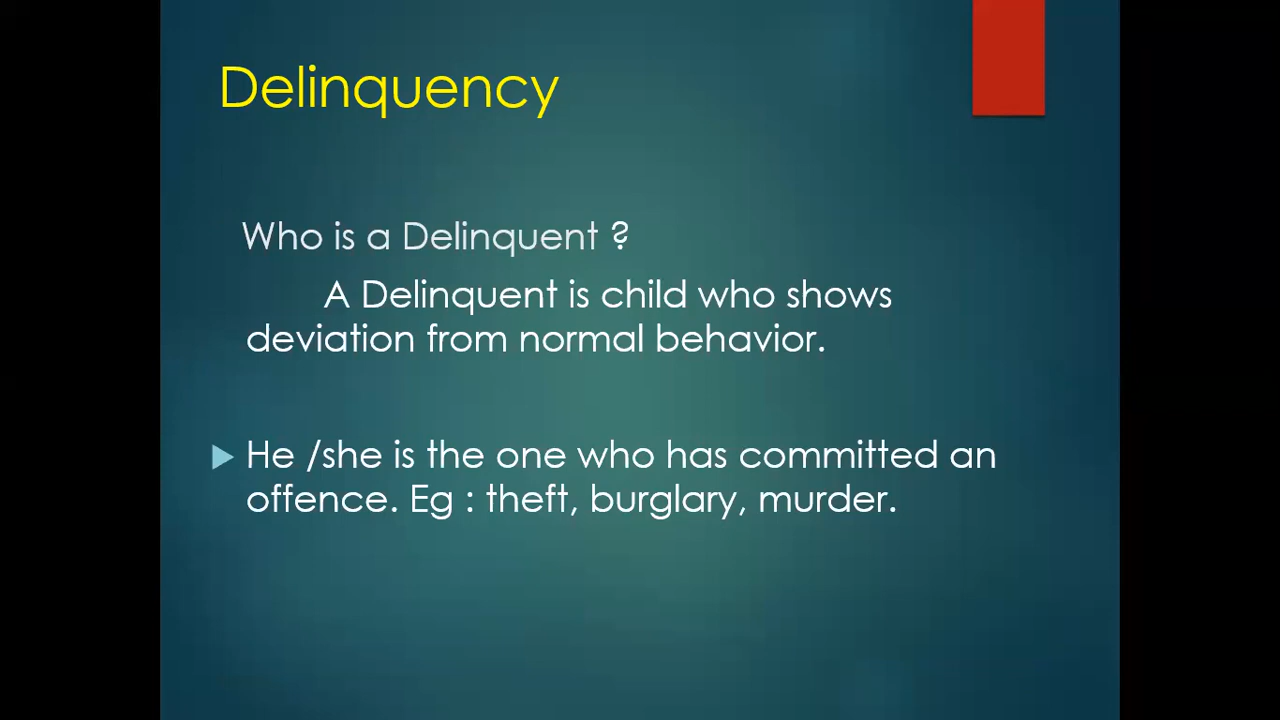 Delinquency
Who is a Delinquent ?
A Delinquent is child who shows
deviation from normal behavior.
He /she is the one who has committed an
offence. Eg : theft, burglary, murder.